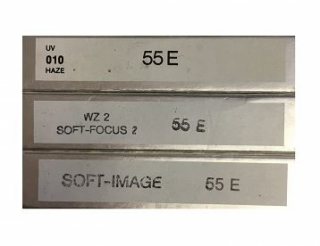 UV
010
HAZE
55 E
WZ 2
SOFT-FOCUS 2
55 E
SOFT-IMAGE 55 E